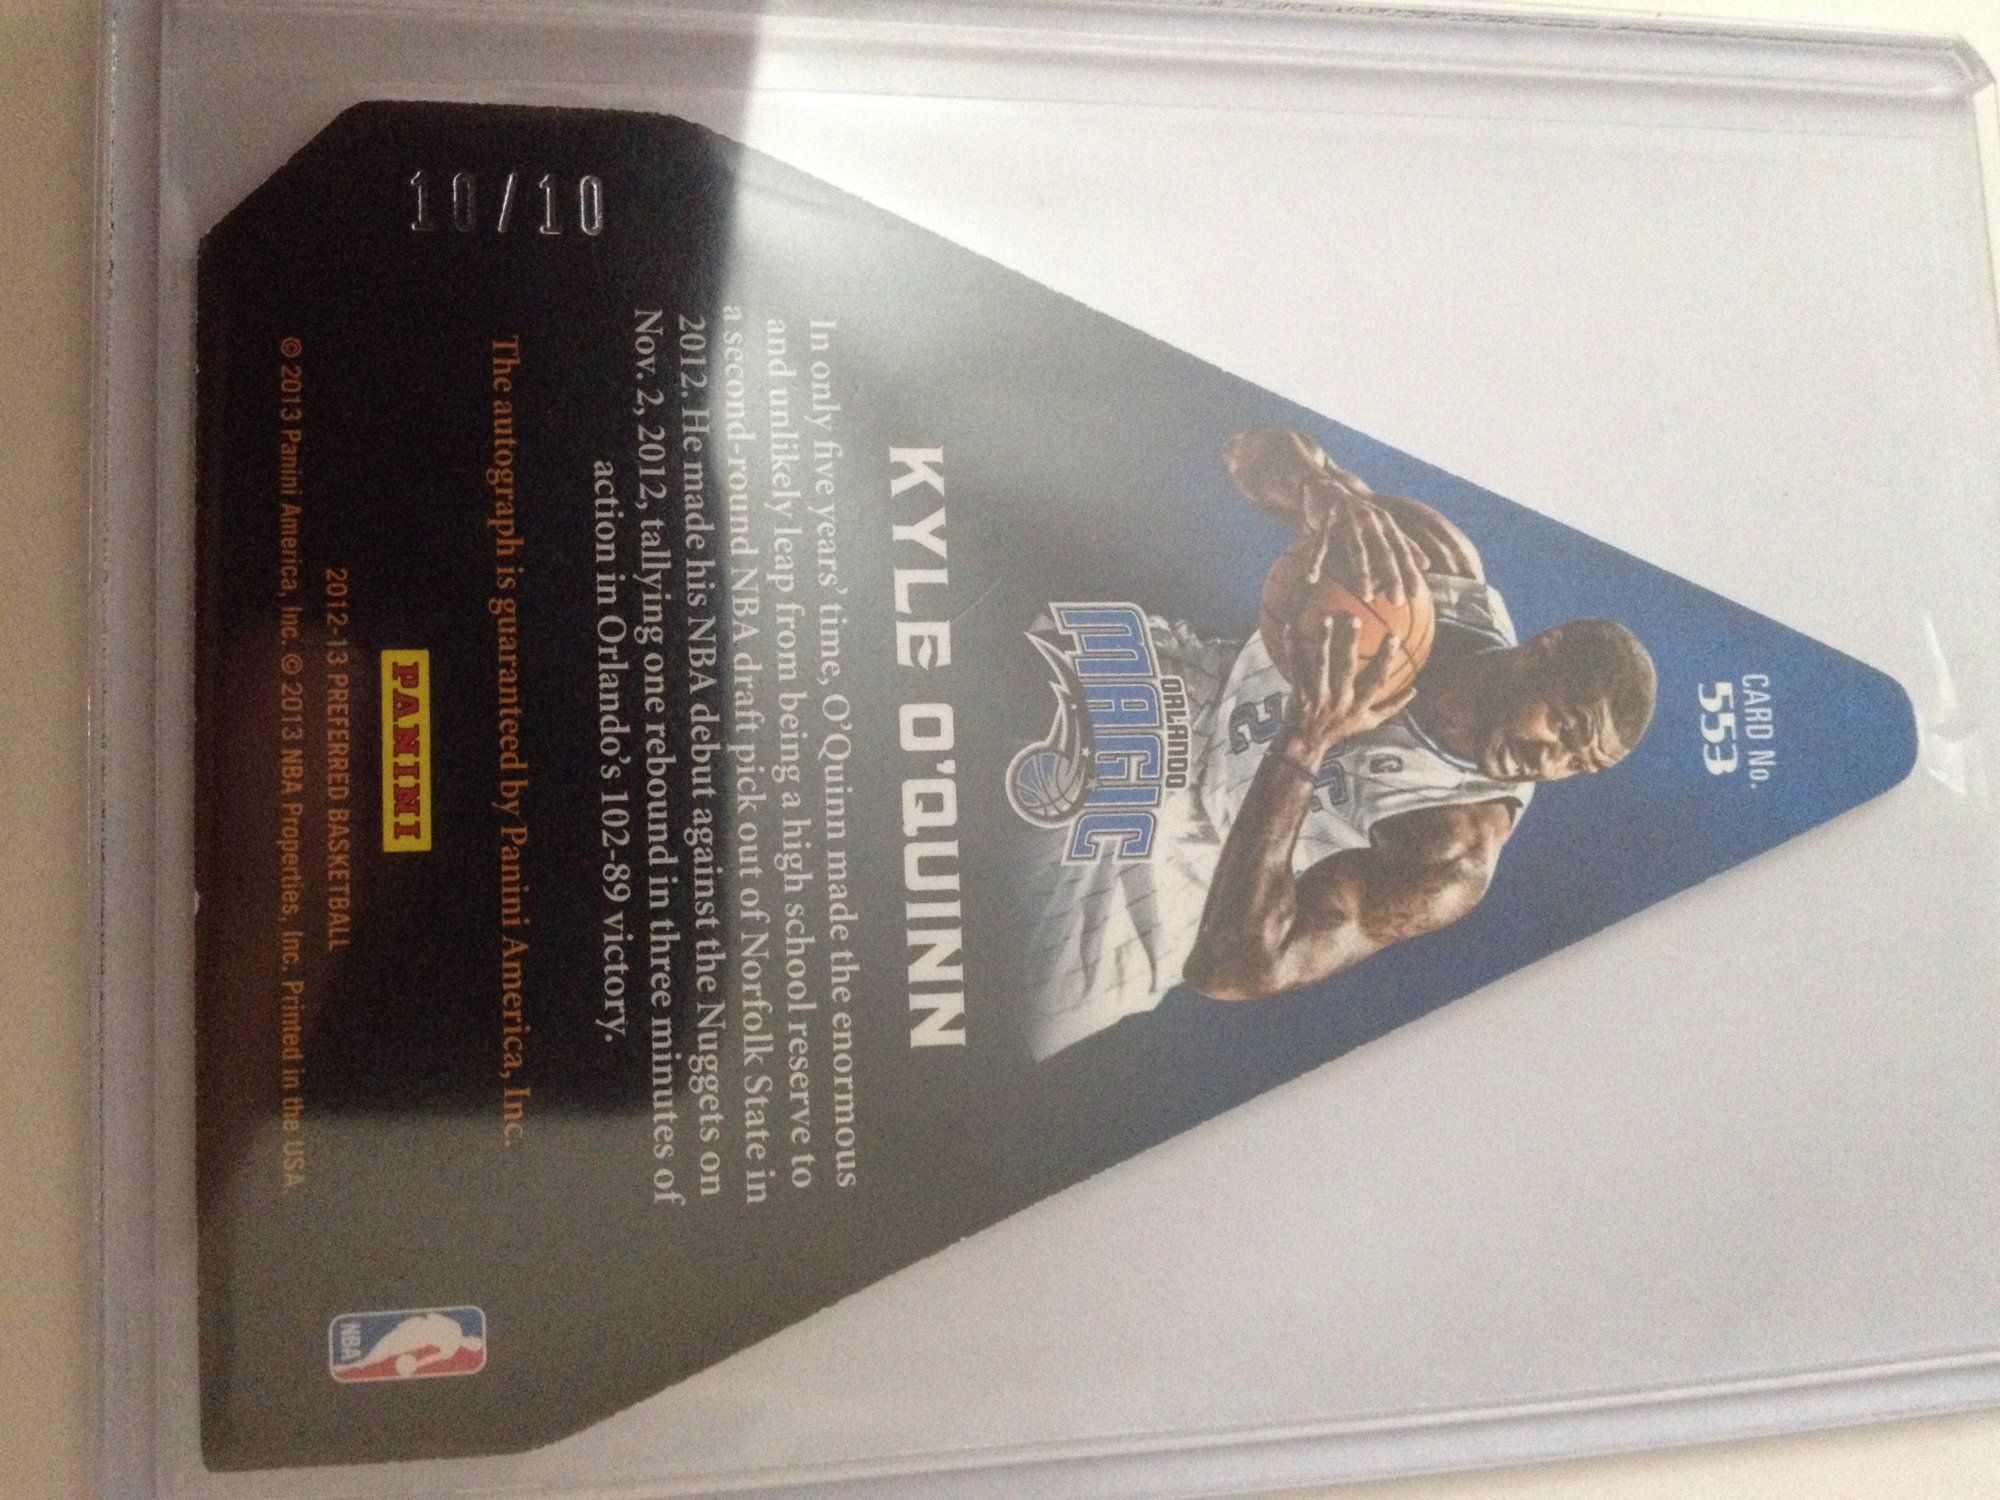 CARD No.
553
ORLANDO
MAGIC
KYLE O'QUINN
In only five years' time, O'Quinn made the enormous
and unlikely leap from being a high school reserve to
a second-round NBA draft pick out of Norfolk State in
2012. He made his NBA debut against the Nuggets on
Nov. 2, 2012, tallying one rebound in three minutes of
action in Orlando's 102-89 victory.
10/10
The autograph is guaranteed by Panini America, Inc.
PANINI
2012-13 PREFERRED BASKETBALL
© 2013 Panini America, Inc. © 2013 NBA Properties, Inc. Printed in the USA.
NBA